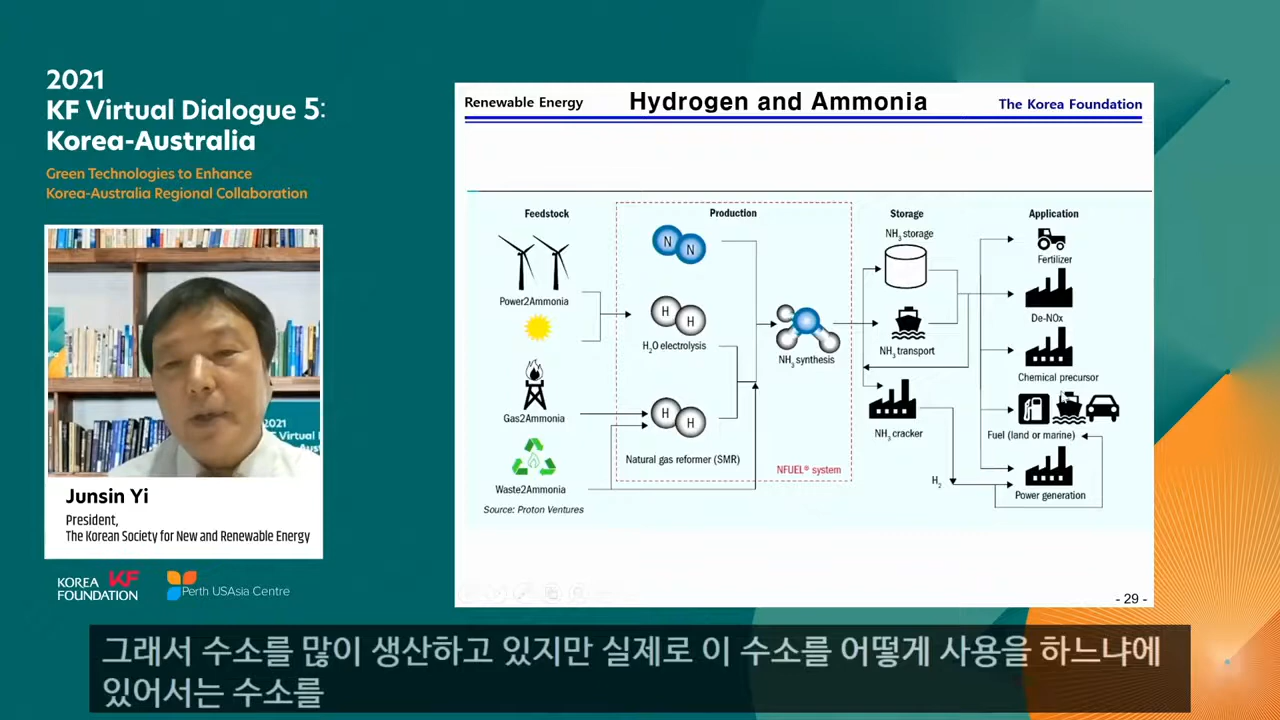 2021
KF Virtual Dialogue 5:
Korea-Australia
Green Technologies to Enhance
Korea-Australia Regional Collaboration
2021
Junsin Yi
President,
The Korean Society for New and Renewable Energy
KOREA
FOUNDATION
KF
Perth USAsia Centre
Renewable Energy
Hydrogen and Ammonia
The Korea Foundation
Feedstock
Production
Storage
Application
Power2Ammonia
Gas2Ammonia
Waste2Ammonia
Source: Proton Ventures
N N
H H
H₂O electrolysis
H H
Natural gas reformer (SMR)
NFUEL® system
NH₃ synthesis
NH₃ storage
NH₃ transport
NH₃ cracker
H₂
Fertilizer
De-NOx
Chemical precursor
Fuel (land or marine)
Power generation
- 29 -
그래서 수소를 많이 생산하고 있지만 실제로 이 수소를 어떻게 사용을 하느냐에
있어서는 수소를